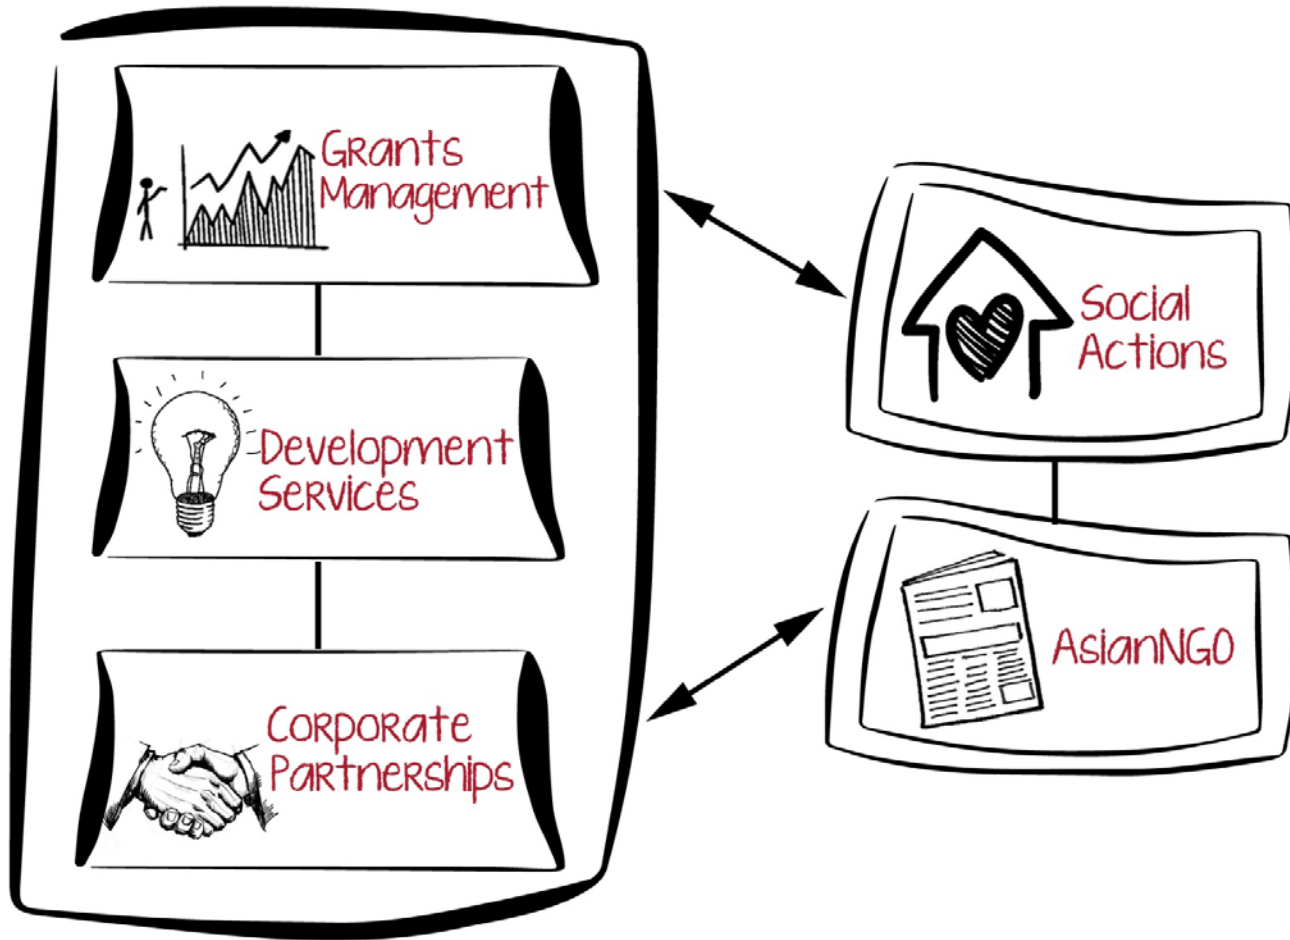 Grants
Management
Development
Services
Corporate
Partnerships
Social
Actions
AsianNGO